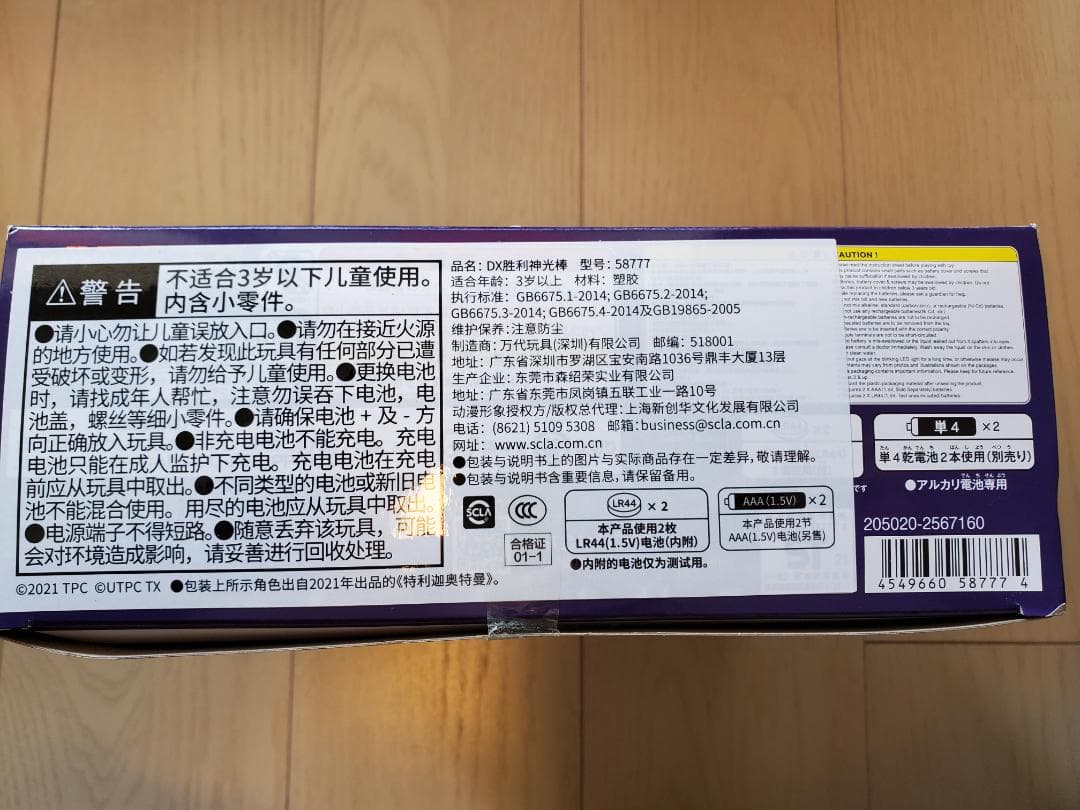 警告
不适合3岁以下儿童使用。
内含小零件。
●请小心勿让儿童误放入口。●请勿在接近火源
的地方使用。●如若发现此玩具有任何部分已遭
受破坏或变形，请勿给予儿童使用。●更换电池
时，请找成年人帮忙；注意勿误吞下电池，电
池盖，螺丝等细小零件。●请确保电池 + 及 - 方
向正确放入玩具。●非充电电池不能充电。充电
电池只能在成人监护下充电。充电电池在充电
前应从玩具中取出。●不同类型的电池或新旧电
池不能混合使用。用尽的电池应从玩具中取出。
●电源端子不得短路。●随意丢弃该玩具，可能
会对环境造成影响，请妥善进行回收处理。
©2021 TPC ©UTPC TX ●包装上所示角色出自2021年出品的《特利迦奥特曼》。
品名：DX胜利神光棒 型号：58777
适合年龄：3岁以上 材料：塑胶
执行标准：GB6675.1-2014; GB6675.2-2014;
GB6675.3-2014; GB6675.4-2014及GB19865-2005
维护保养：注意防尘
制造商：万代玩具(深圳)有限公司 邮编：518001
地址：广东省深圳市罗湖区宝安南路1036号鼎丰大厦13层
生产企业：东莞市森绍荣实业有限公司
地址：广东省东莞市凤岗镇五联工业一路10号
动漫形象授权方/版权总代理：上海新创华文化发展有限公司
电话：(8621) 5109 5308 邮箱：business@scla.com.cn
网址：www.scla.com.cn
●包装与说明书上的图片与实际商品存在一定差异，敬请理解。
●包装与说明书含重要信息，请保留备用。
SCLA
CCC
合格证
01-1
LR44 × 2
本产品使用2枚
LR44(1.5V)电池(内附)
●内附的电池仅为测试用。
AAA (1.5V) × 2
本产品使用2节
AAA(1.5V)电池(另售)
AUTION !
単4 ×2
単4乾電池2本使用(別売り)
です
●アルカリ電池専用
205020-2567160
4549660 58777 4